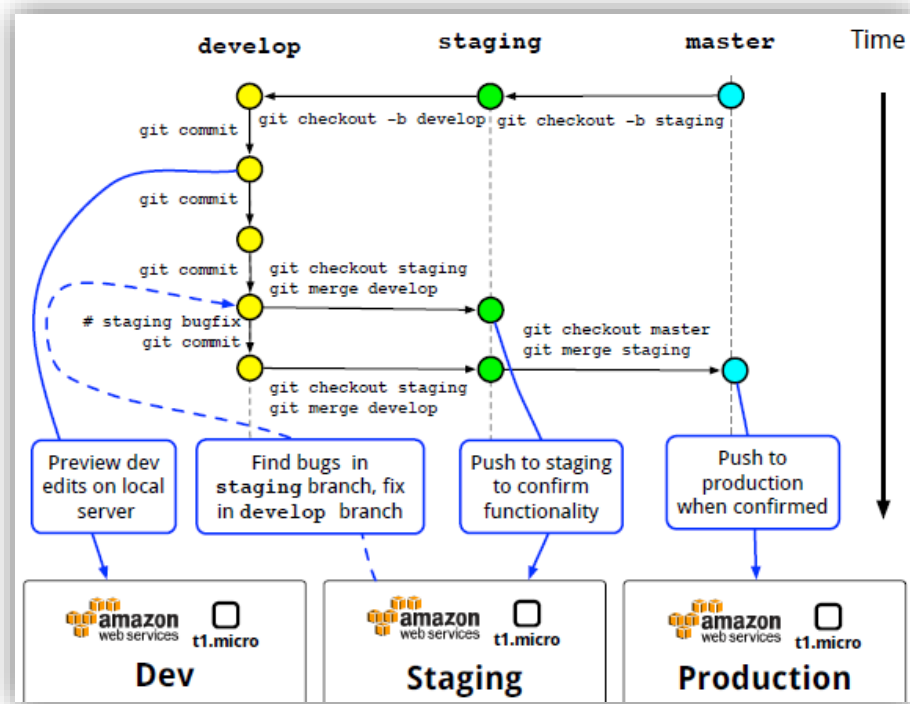 develop
staging
master
Time
git checkout -b develop
git checkout -b staging
git commit
git commit
git commit
git checkout staging
git merge develop
# staging bugfix
git commit
git checkout master
git merge staging
git checkout staging
git merge develop
Preview dev
edits on local
server
Find bugs in
staging branch, fix
in develop branch
Push to staging
to confirm
functionality
Push to
production
when confirmed
amazon
web services
t1.micro
Dev
amazon
web services
t1.micro
Staging
amazon
web services
t1.micro
Production